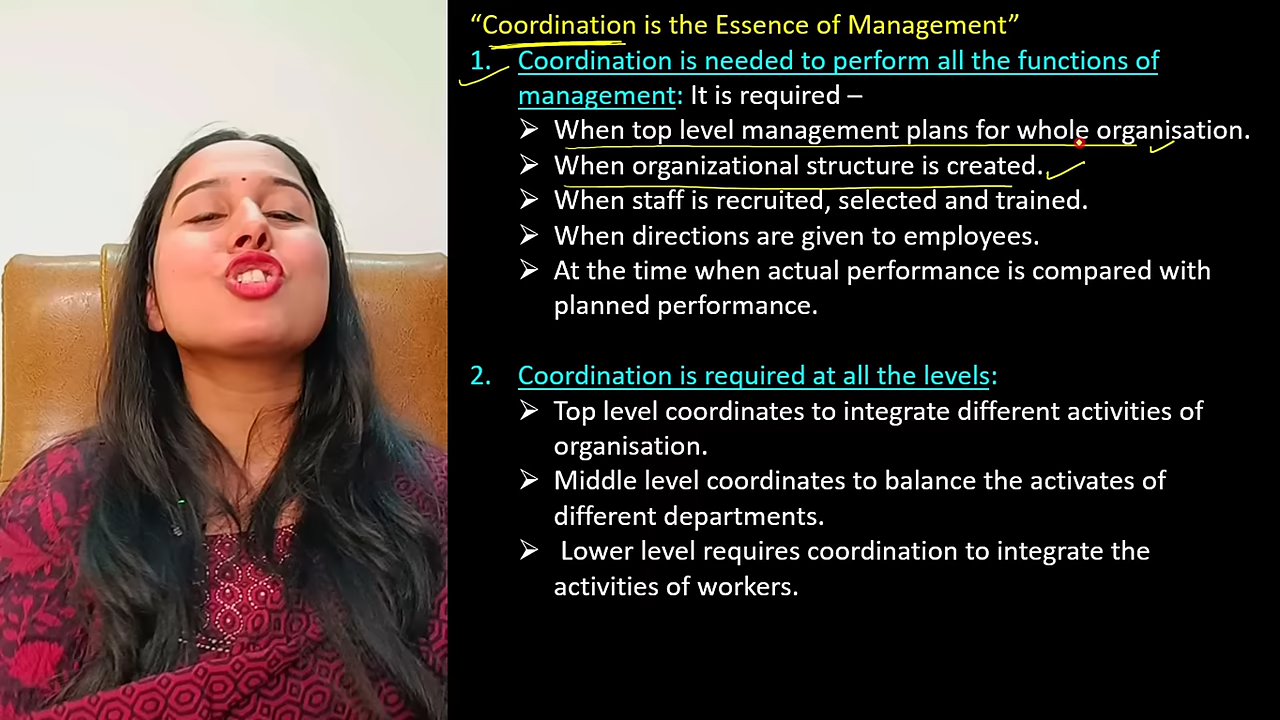 “Coordination is the Essence of Management”
1. Coordination is needed to perform all the functions of
management: It is required –
➢ When top level management plans for whole organisation.
➢ When organizational structure is created.
➢ When staff is recruited, selected and trained.
➢ When directions are given to employees.
➢ At the time when actual performance is compared with
planned performance.
2. Coordination is required at all the levels:
➢ Top level coordinates to integrate different activities of
organisation.
➢ Middle level coordinates to balance the activates of
different departments.
➢ Lower level requires coordination to integrate the
activities of workers.